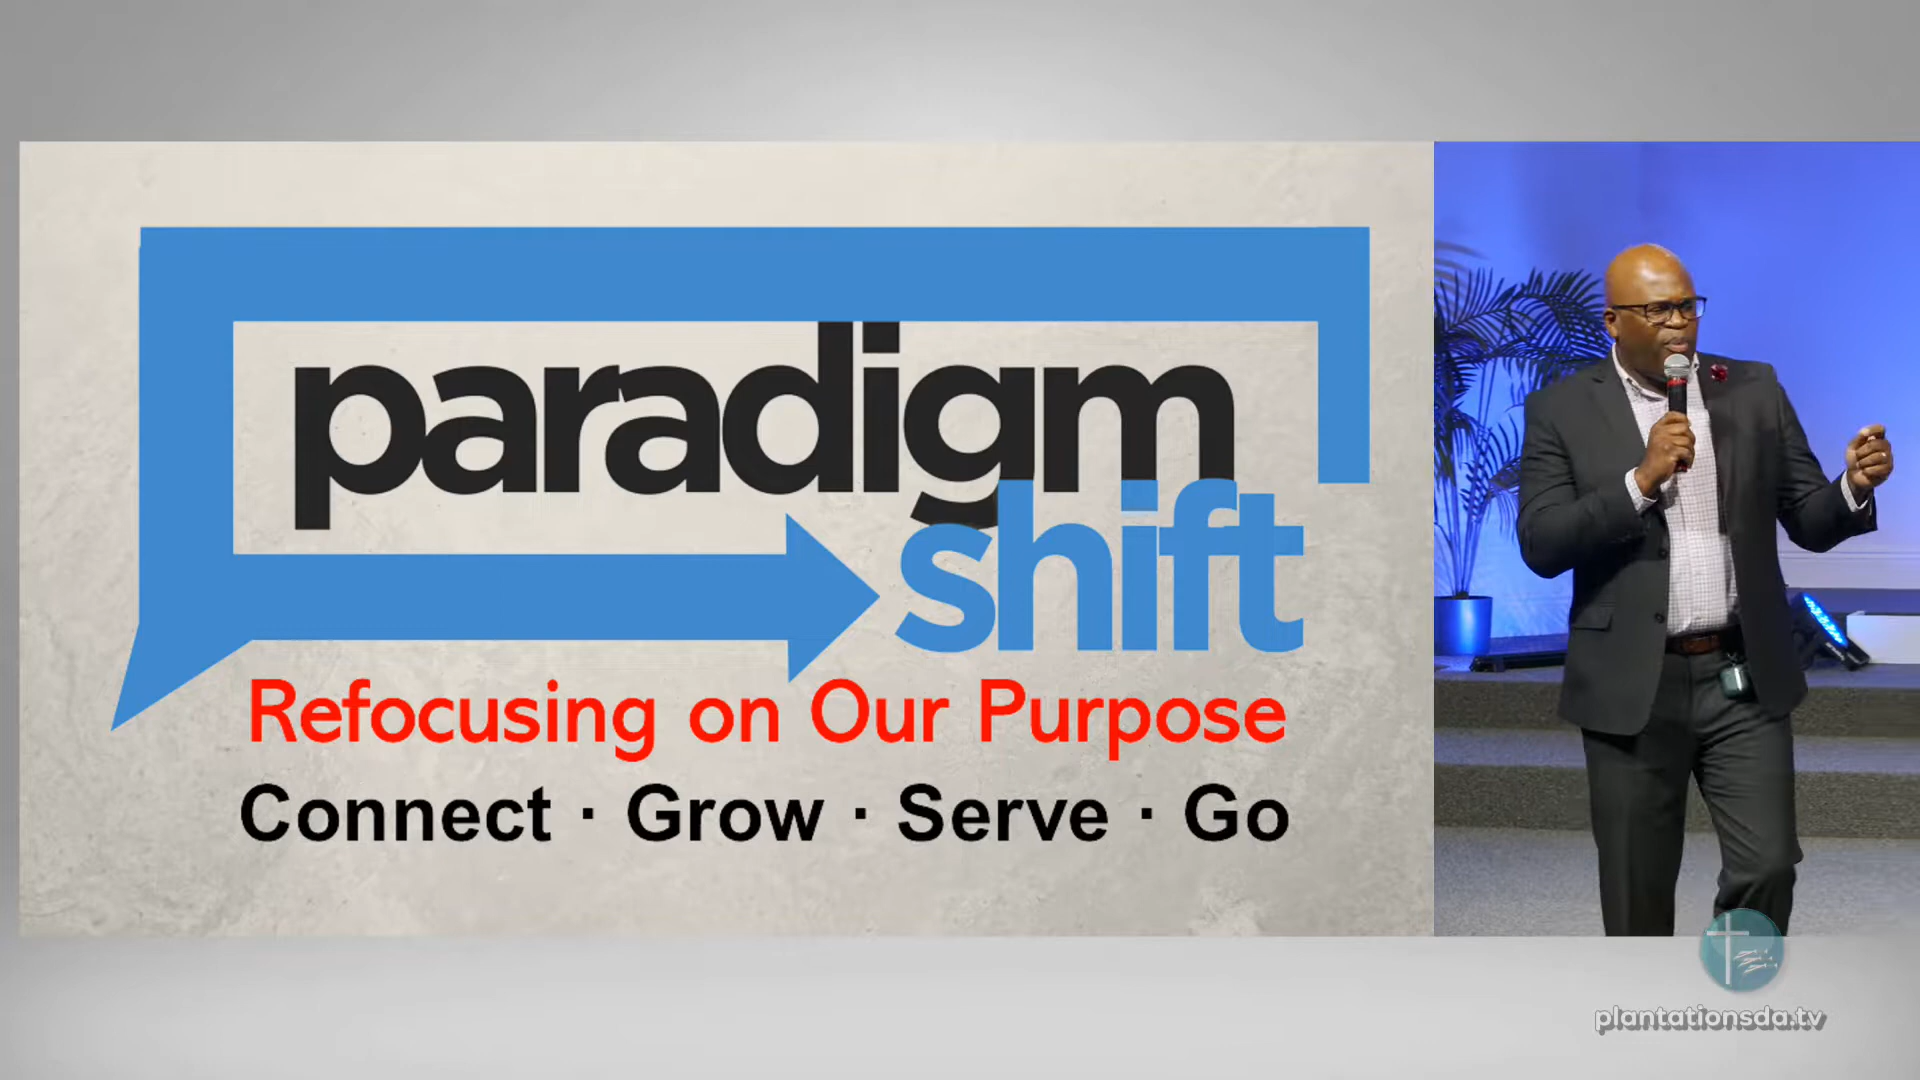 paradigm
shift
Refocusing on Our Purpose
Connect · Grow · Serve · Go
plantationsda.tv